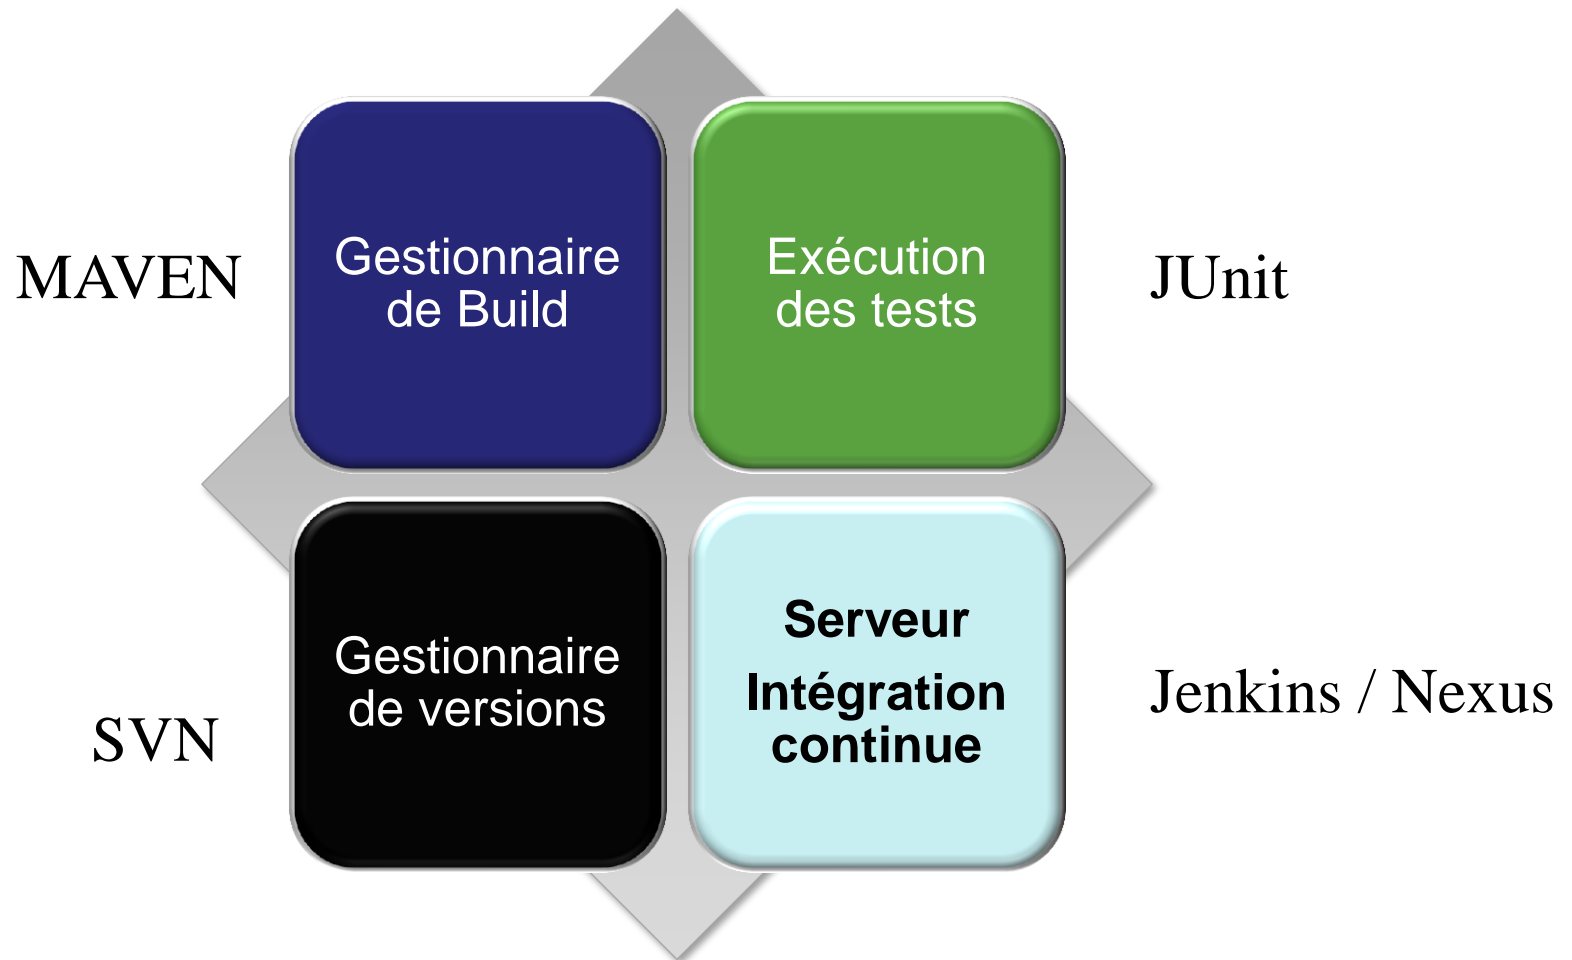 MAVEN
Gestionnaire
de Build
Exécution
des tests
JUnit
SVN
Gestionnaire
de versions
Serveur
Intégration
continue
Jenkins / Nexus